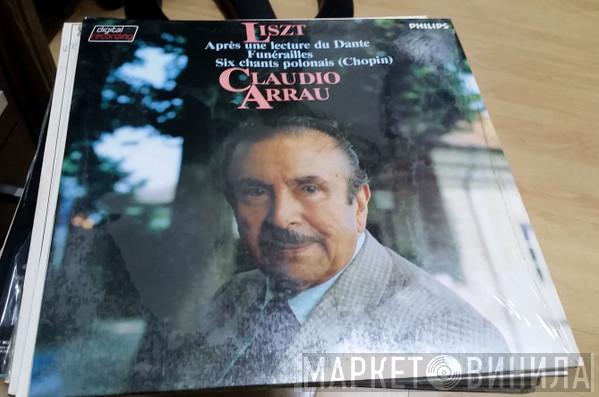 digital recording
LISZT
PHILIPS
Après une lecture du Dante
Funérailles
Six chants polonais (Chopin)
CLAUDIO
ARRAU
МАРКЕТ ВИНИЛА